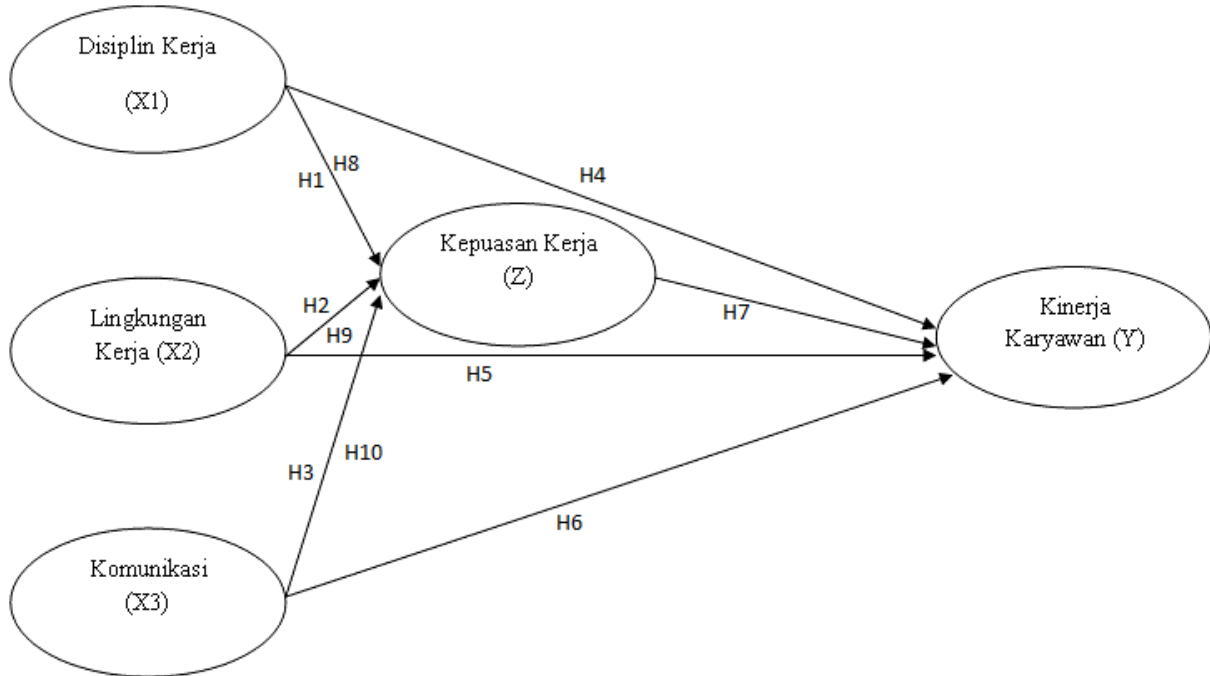 Disiplin Kerja
(X1)
H8
H1
H4
Kepuasan Kerja
(Z)
H2
H9
H7
Lingkungan
Kerja (X2)
H5
Kinerja
Karyawan (Y)
H10
H3
H6
Komunikasi
(X3)